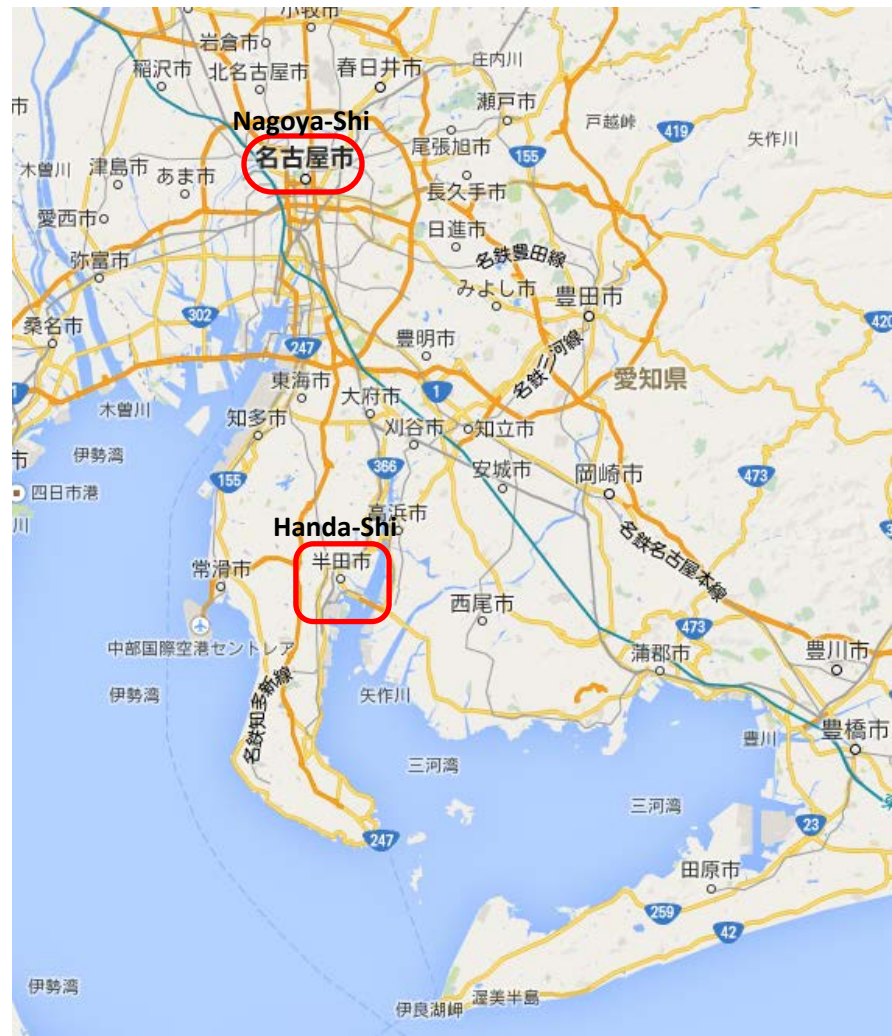 小牧市
岩倉市
稲沢市
北名古屋市
春日井市
庄内川
瀬戸市
戸越峠
419
矢作川
市
Nagoya-Shi
名古屋市
尾張旭市
155
木曽川
津島市
あま市
長久手市
愛西市
日進市
弥富市
名鉄豊田線
みよし市
豊田市
302
桑名市
247
豊明市
420
名鉄三河線
愛知県
1
東海市
大府市
木曽川
知多市
刈谷市
知立市
伊勢湾
市
366
安城市
155
岡崎市
473
四日市港
川
高浜市
Handa-Shi
半田市
名鉄名古屋本線
常滑市
西尾市
473
中部国際空港セントレア
蒲郡市
豊川市
伊勢湾
矢作川
名鉄知多新線
豊川
豊橋市
三河湾
三河湾
23
247
田原市
259
42
伊勢湾
伊良湖岬
渥美半島